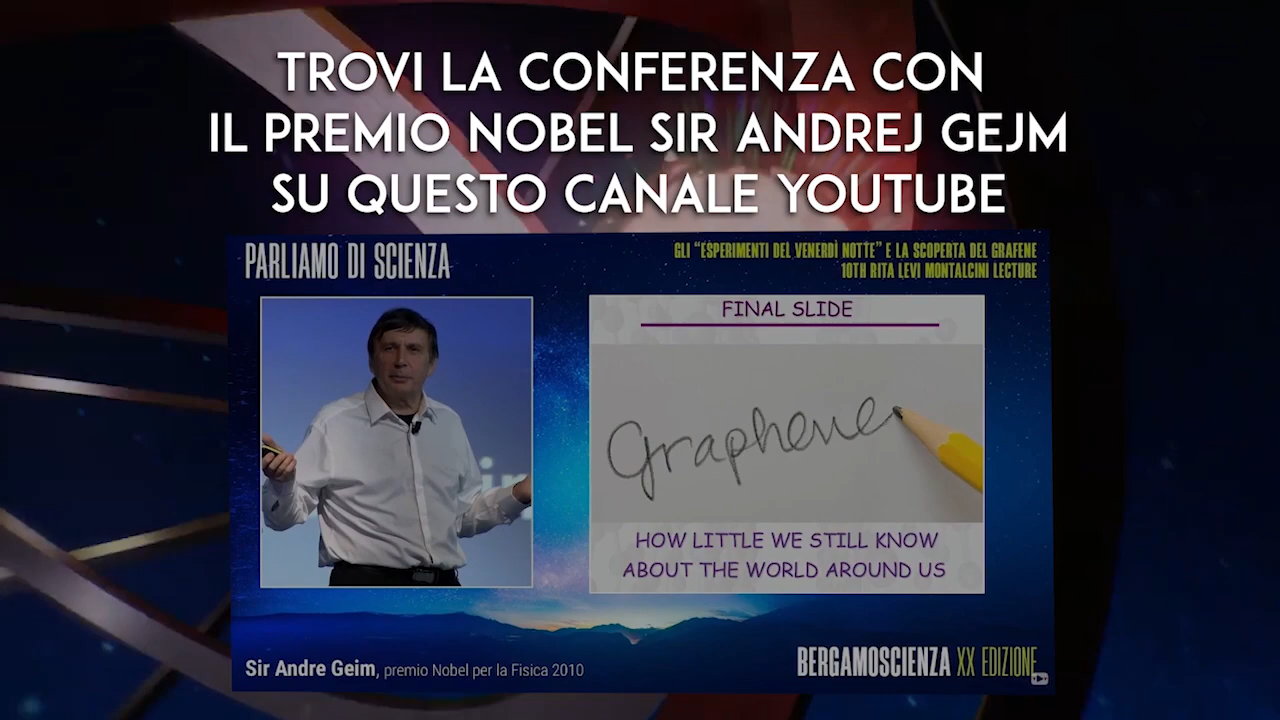 TROVI LA CONFERENZA CON
IL PREMIO NOBEL SIR ANDREJ GEJM
SU QUESTO CANALE YOUTUBE
PARLIAMO DI SCIENZA
GLI “ESPERIMENTI DEL VENERDÌ NOTTE” E LA SCOPERTA DEL GRAFENE
10TH RITA LEVI MONTALCINI LECTURE
FINAL SLIDE
Graphene
HOW LITTLE WE STILL KNOW
ABOUT THE WORLD AROUND US
Sir Andre Geim, premio Nobel per la Fisica 2010
BERGAMOSCIENZA XX EDIZIONE